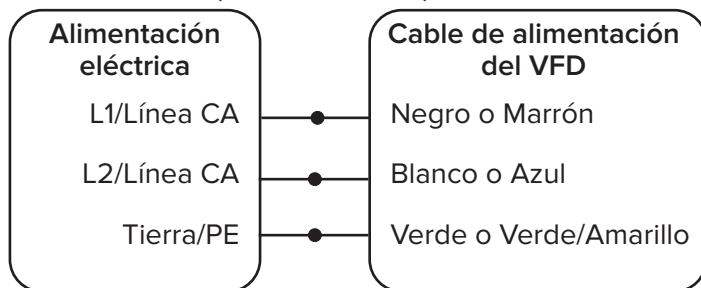 Alimentación
eléctrica
L1/Línea CA
L2/Línea CA
Tierra/PE
Cable de alimentación
del VFD
Negro o Marrón
Blanco o Azul
Verde o Verde/Amarillo